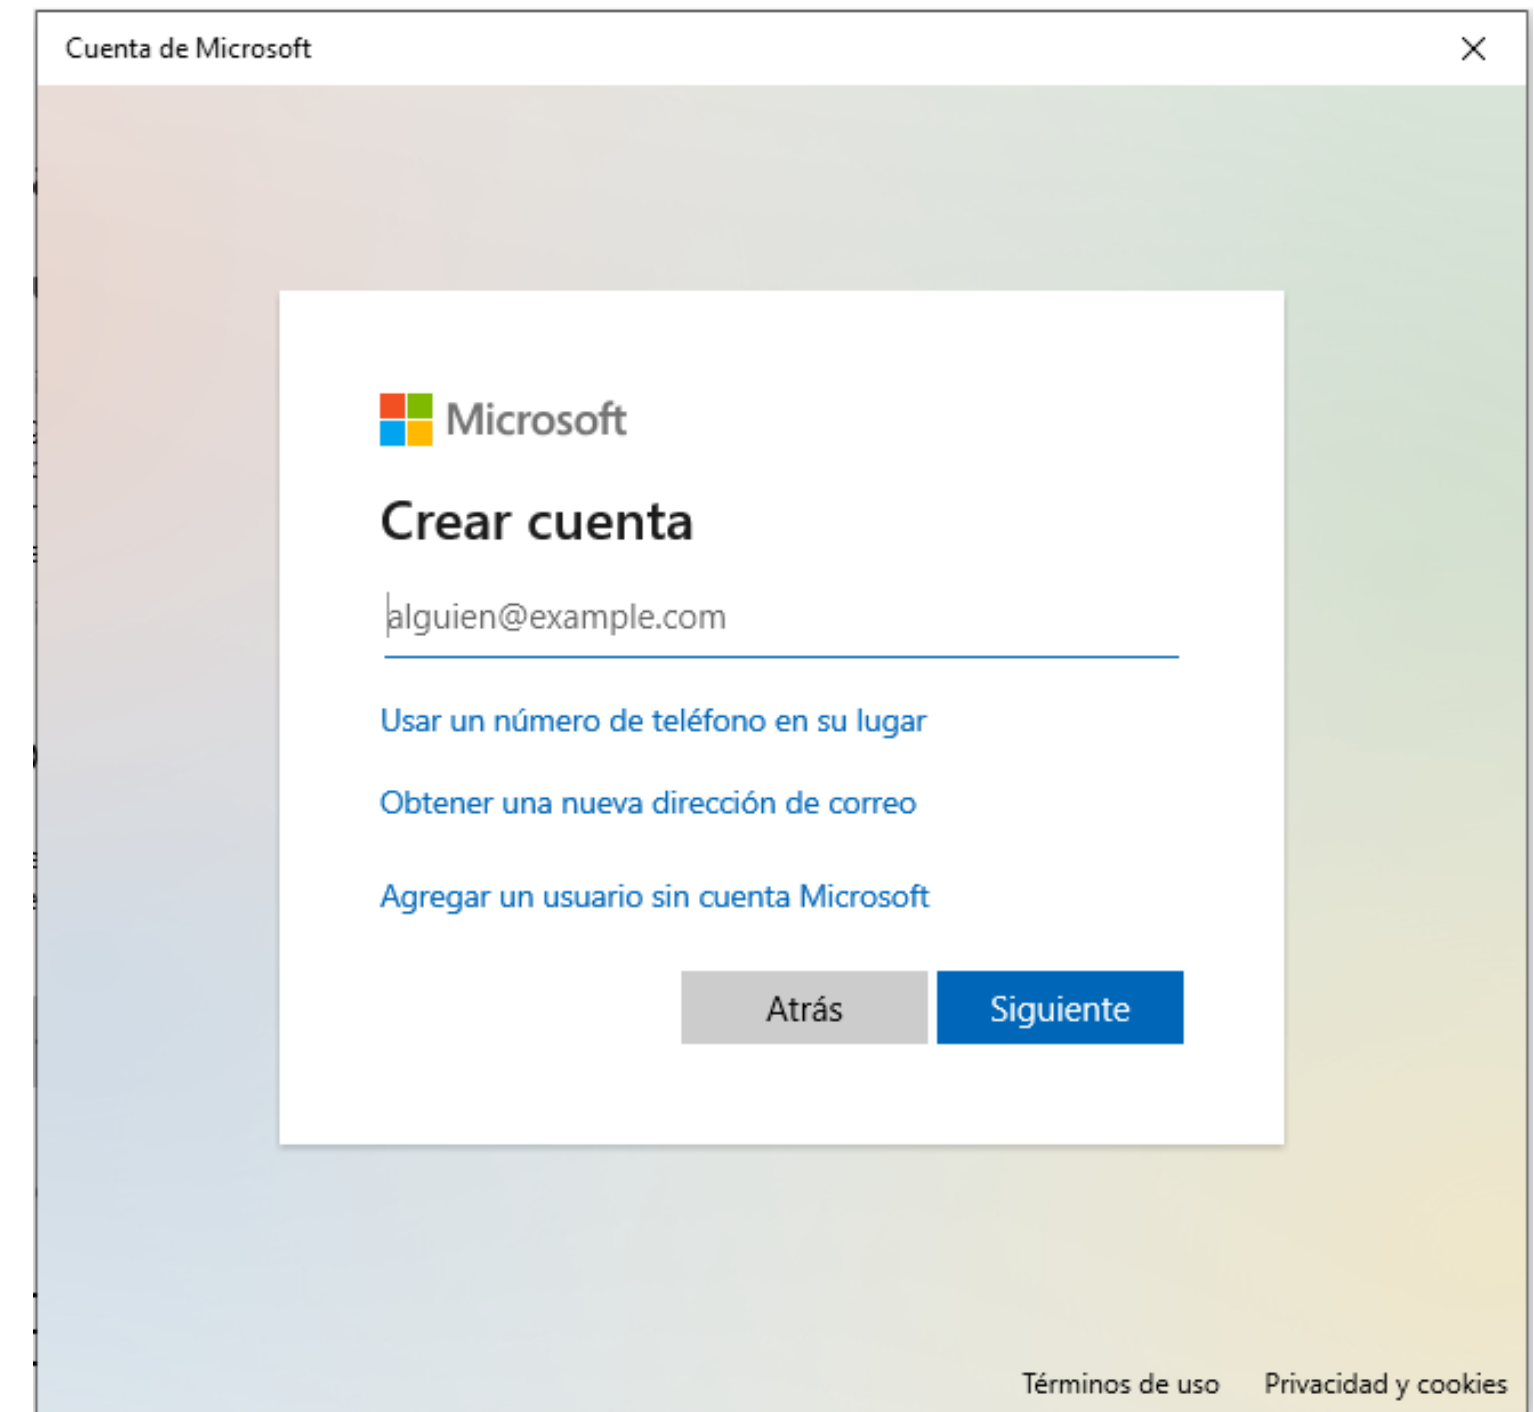 Cuenta de Microsoft
Microsoft
Crear cuenta
alguien@example.com
Usar un número de teléfono en su lugar
Obtener una nueva dirección de correo
Agregar un usuario sin cuenta Microsoft
Atrás
Siguiente
Términos de uso
Privacidad y cookies